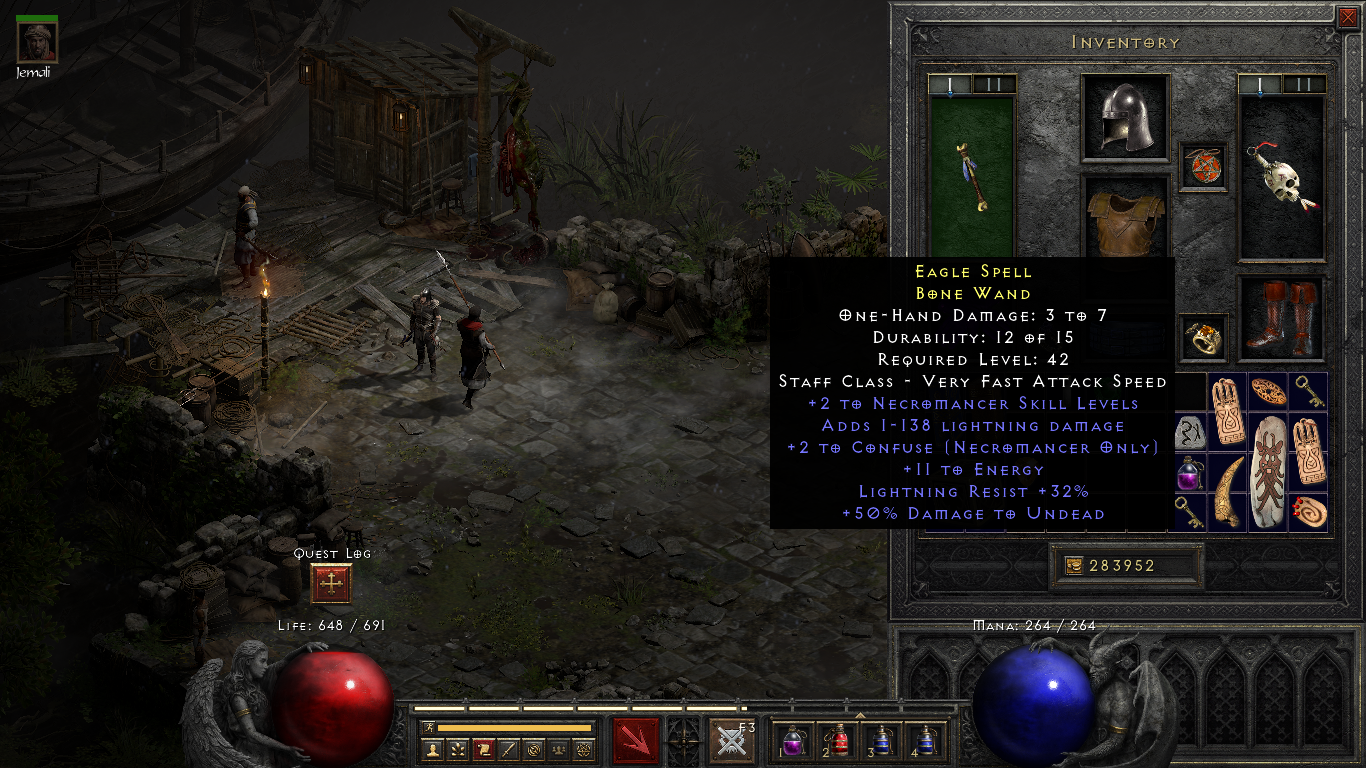 Jemali
Inventory
I II
I II
Eagle Spell
Bone Wand
One-Hand Damage: 3 to 7
Durability: 12 of 15
Required Level: 42
Staff Class - Very Fast Attack Speed
+2 to Necromancer Skill Levels
Adds 1-138 lightning damage
+2 to Confuse (Necromancer Only)
+11 to Energy
Lightning Resist +32%
+50% Damage to Undead
283952
Quest Log
Life: 648 / 691
Mana: 264 / 264
F3
1 2 3 4